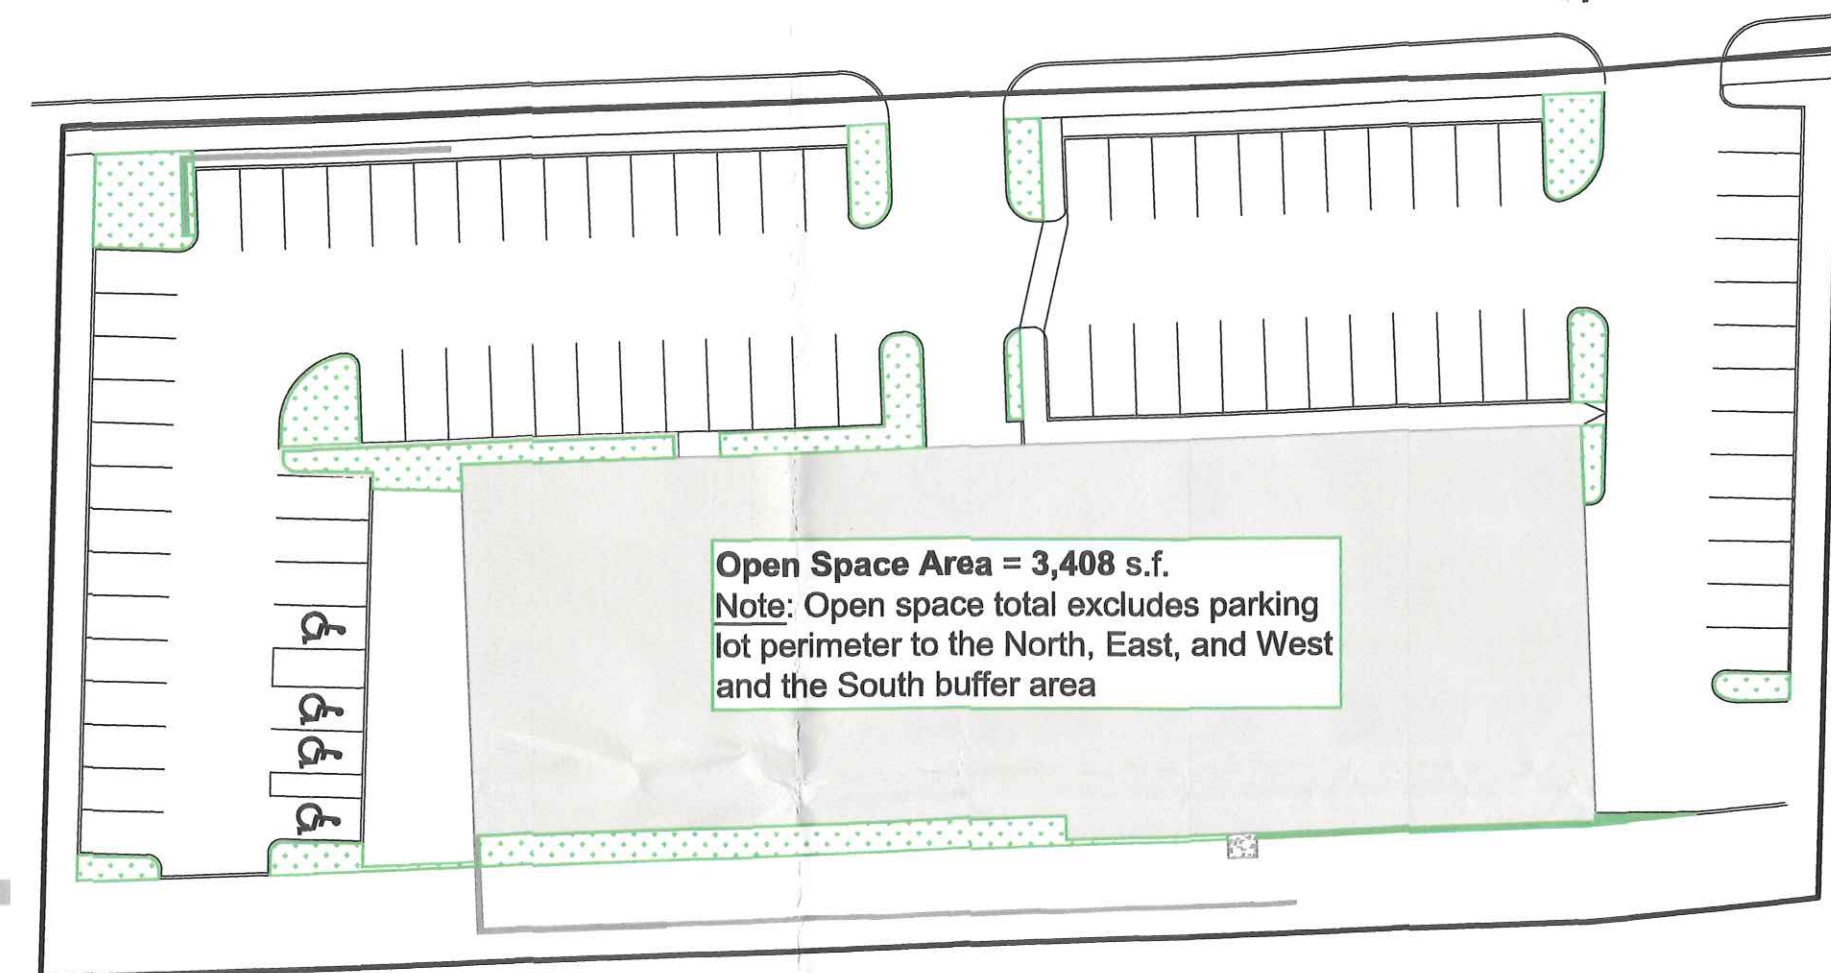 Open Space Area = 3,408 s.f.
Note: Open space total excludes parking
lot perimeter to the North, East, and West
and the South buffer area